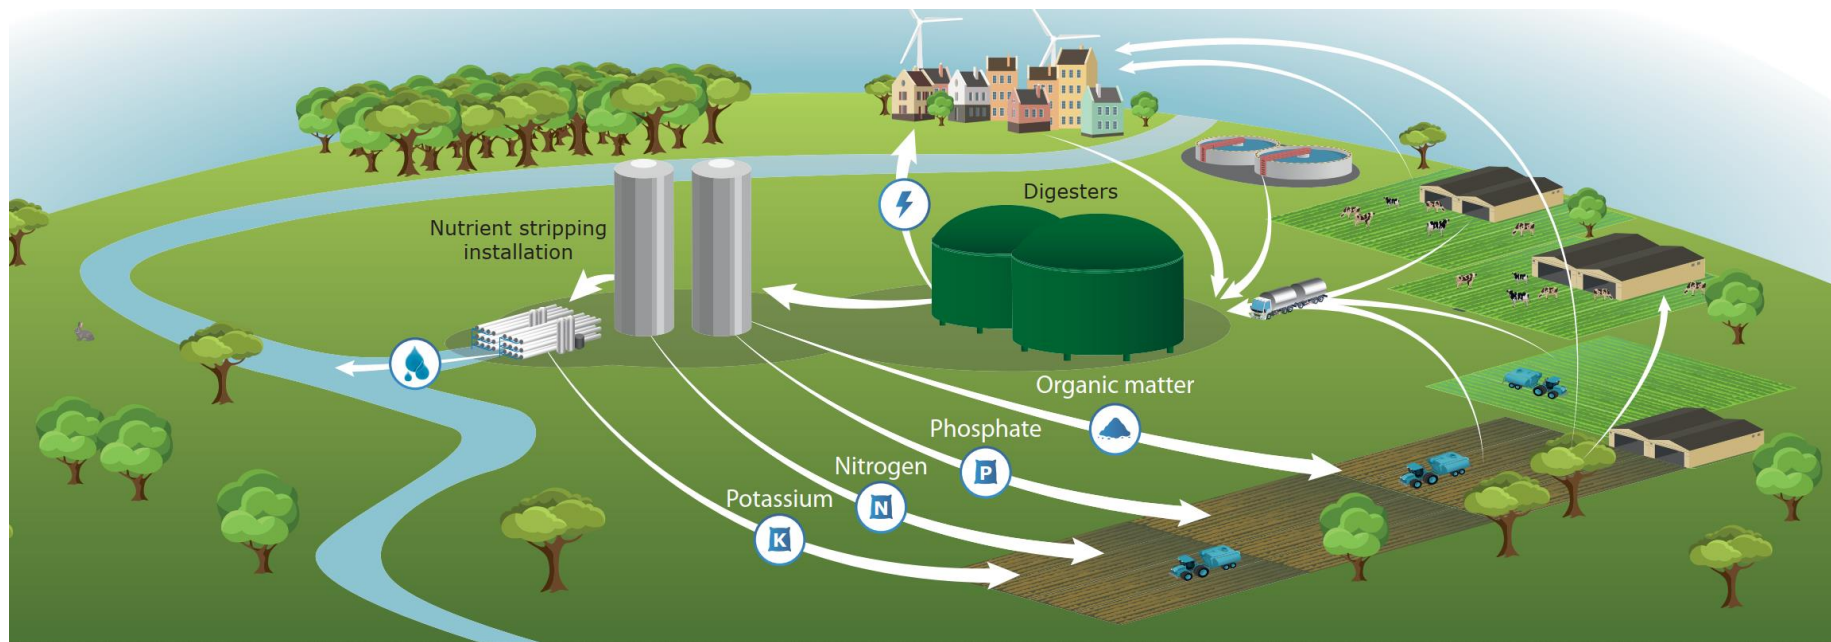 Digesters
Nutrient stripping
installation
Organic matter
Phosphate
P
Nitrogen
N
Potassium
K